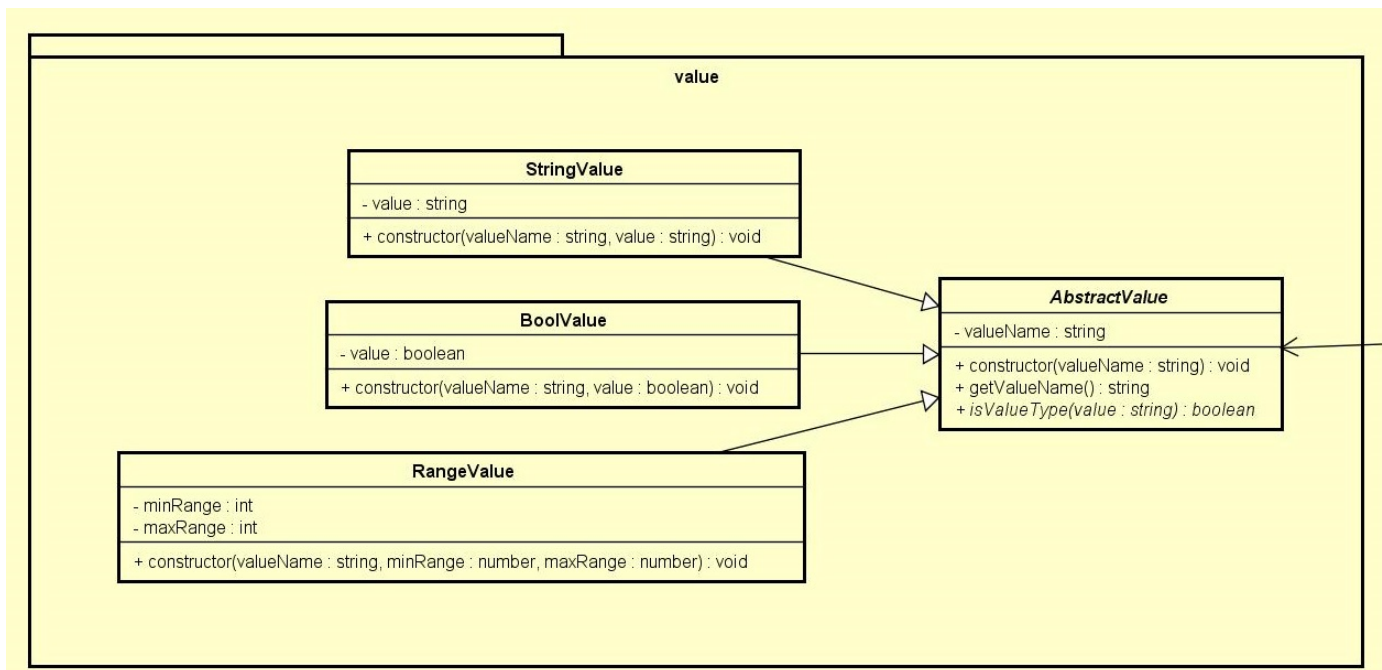 value
StringValue
- value : string
+ constructor(valueName : string, value : string) : void
BoolValue
- value : boolean
+ constructor(valueName : string, value : boolean) : void
RangeValue
- minRange : int
- maxRange : int
+ constructor(valueName : string, minRange : number, maxRange : number) : void
AbstractValue
- valueName : string
+ constructor(valueName : string) : void
+ getValueName() : string
+ isValueType(value : string) : boolean